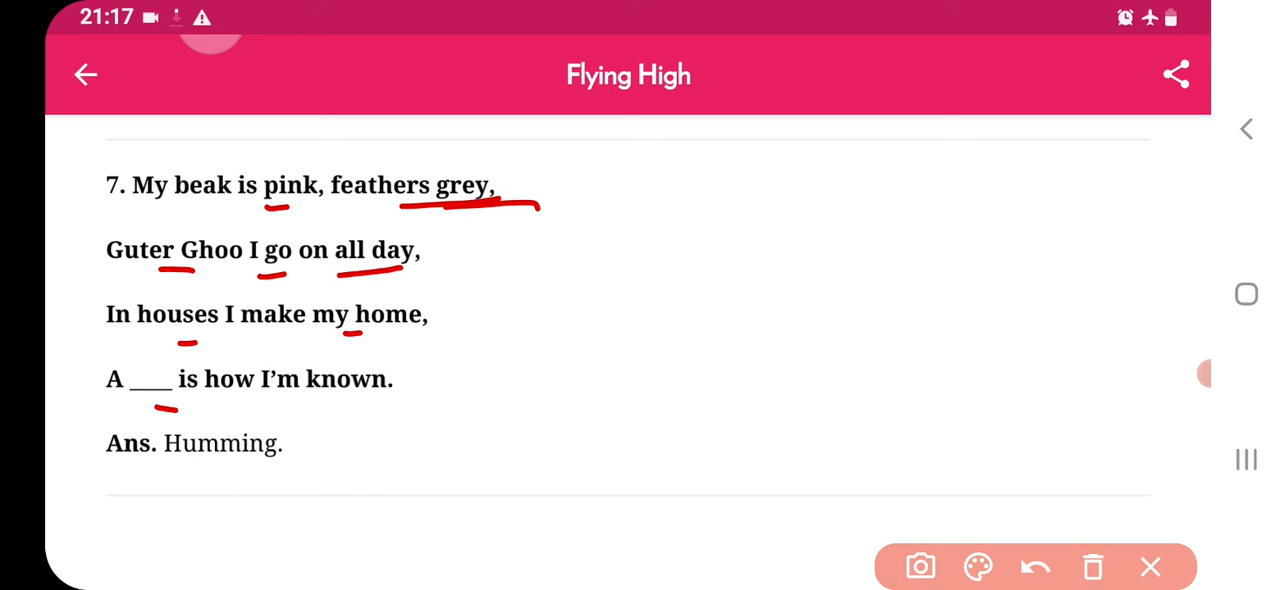 21:17
Flying High
7. My beak is pink, feathers grey,
Guter Ghoo I go on all day,
In houses I make my home,
A ____ is how I’m known.
Ans. Humming.